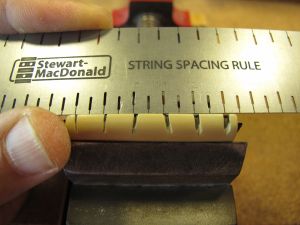 Stewart-
MacDonald
STRING SPACING RULE